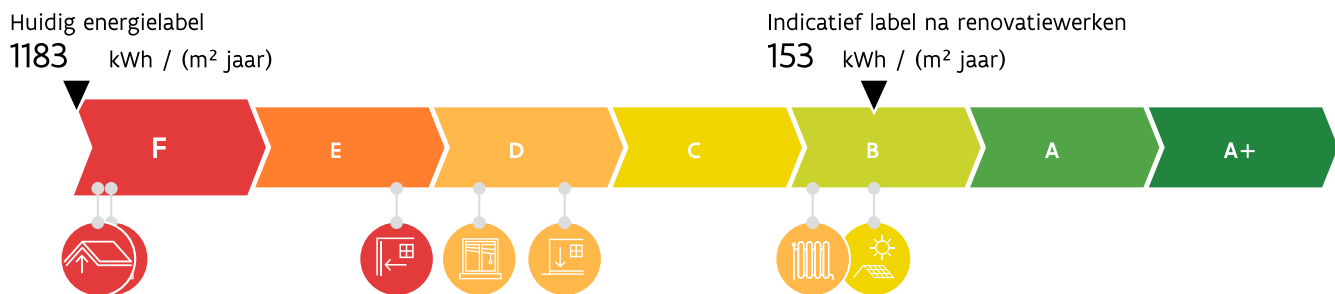 Huidig energielabel
1183 kWh / (m² jaar)
Indicatief label na renovatiewerken
153 kWh / (m² jaar)
F E D C B A A+